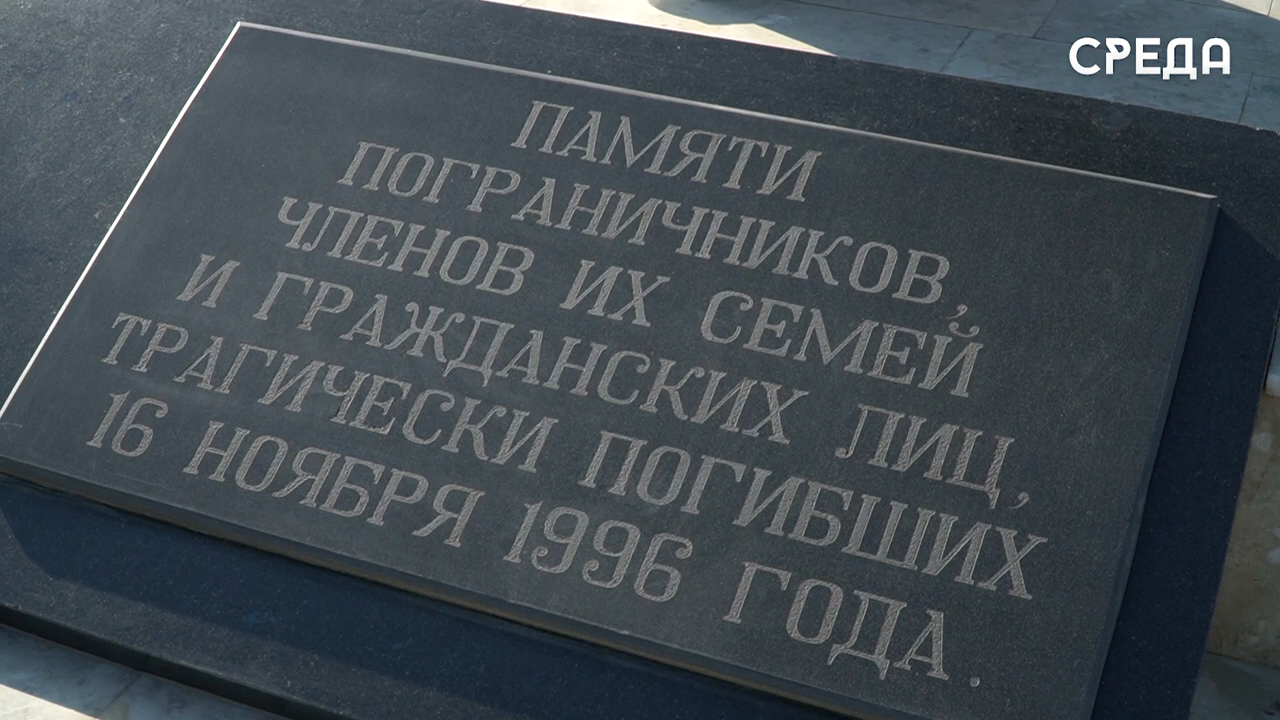 СРЕДА
ПАМЯТИ
ПОГРАНИЧНИКОВ,
ЧЛЕНОВ ИХ СЕМЕЙ
И ГРАЖДАНСКИХ ЛИЦ,
ТРАГИЧЕСКИ ПОГИБШИХ
16 НОЯБРЯ 1996 ГОДА.